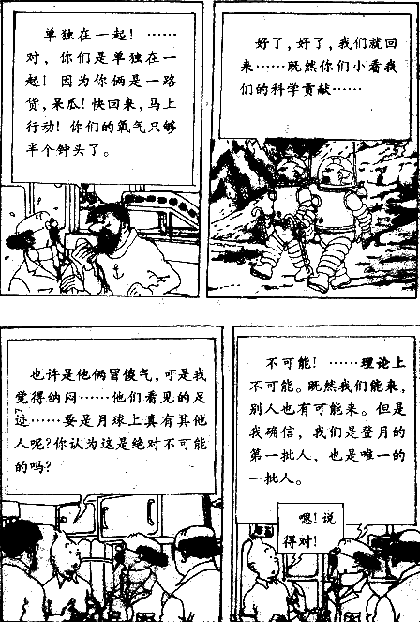 单独在一起！……
对，你们是单独在一
起！因为你俩是一路
货，呆瓜！快回来，马上
行动！你们的氧气只够
半个钟头了。
好了，好了，我们就回
来……既然你们小看我
们的科学贡献……
也许是他俩冒傻气，可是我
觉得纳闷……他们看见的足
迹……要是月球上真有其他
人呢？你认为这是绝对不可能
的吗？
不可能！……理论上
不可能。既然我们能来，
别人也有可能来。但是
我确信，我们是登月的
第一批人、也是唯一的
一批人。
嗯！说
得对！